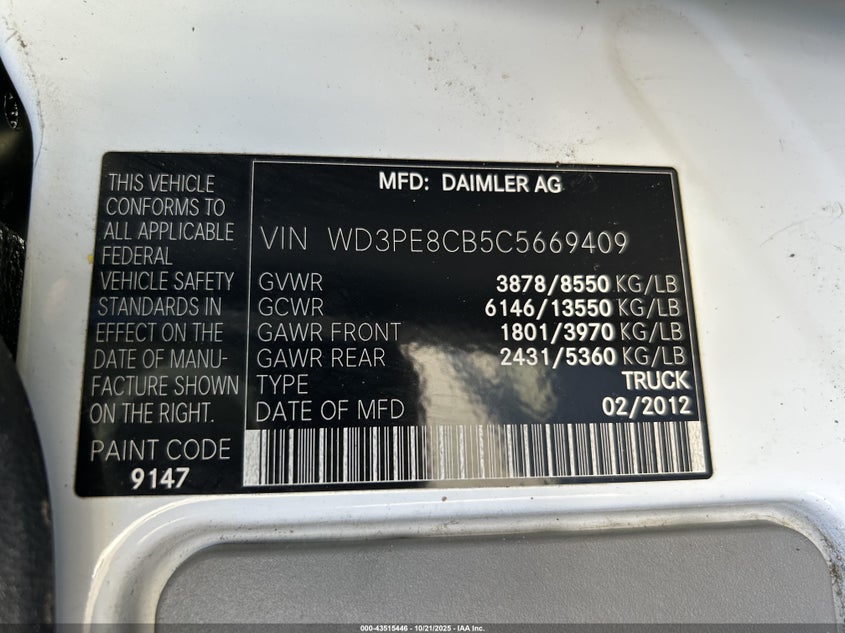 THIS VEHICLE
CONFORMS TO
ALL APPLICABLE
FEDERAL
VEHICLE SAFETY
STANDARDS IN
EFFECT ON THE
DATE OF MANU-
FACTURE SHOWN
ON THE RIGHT.
PAINT CODE
9147
MFD: DAIMLER AG
VIN WD3PE8CB5C5669409
GVWR 3878/8550 KG/LB
GCWR 6146/13550 KG/LB
GAWR FRONT 1801/3970 KG/LB
GAWR REAR 2431/5360 KG/LB
TYPE TRUCK
DATE OF MFD 02/2012
000-43515446 - 10/21/2025 - IAA Inc.